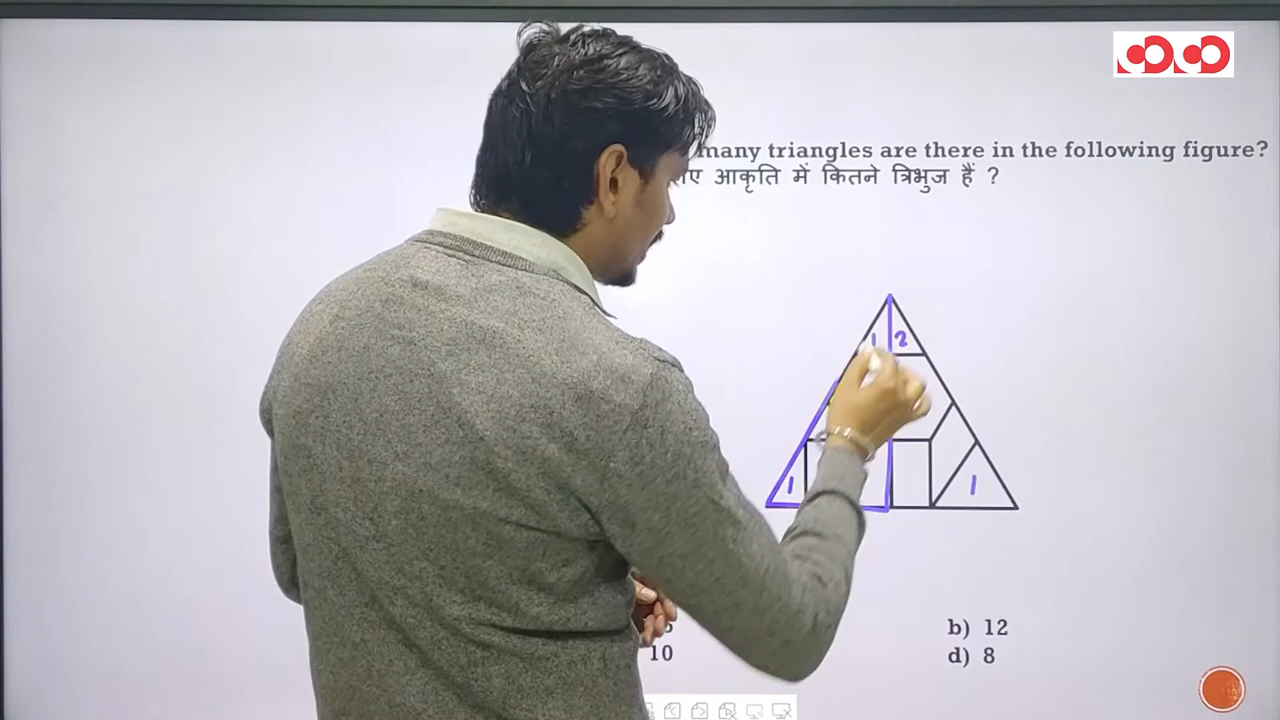 many triangles are there in the following figure?
आकृति में कितने त्रिभुज हैं ?
1 2
1 1
b) 12
10
d) 8